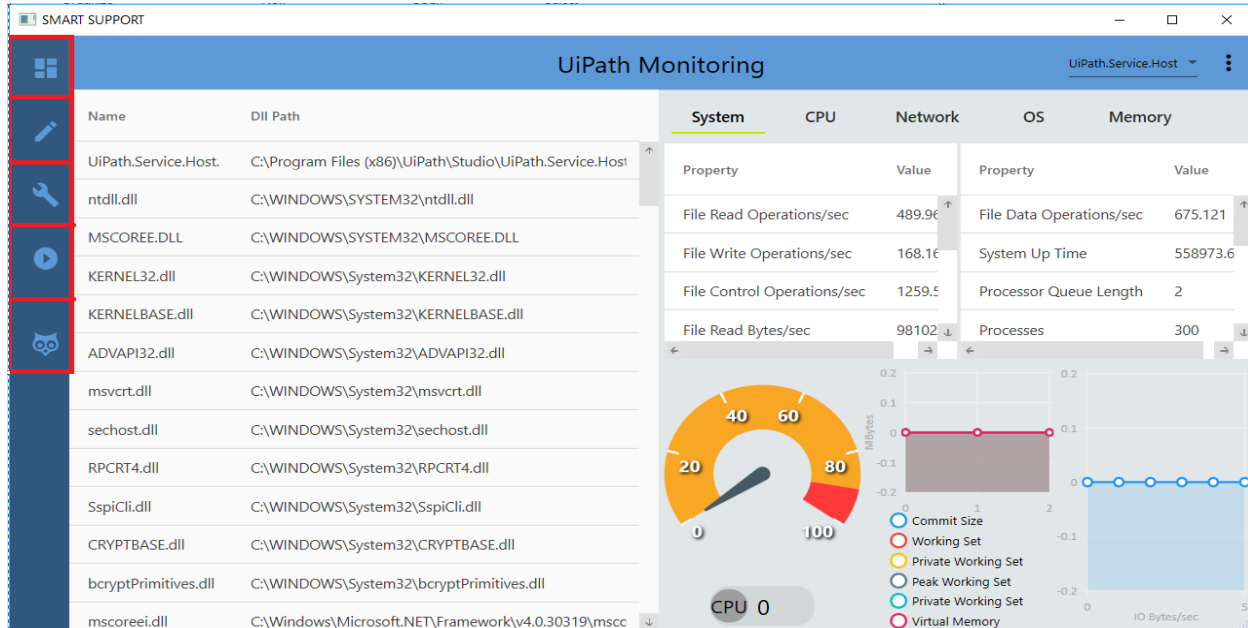 SMART SUPPORT
UiPath Monitoring
UiPath.Service.Host
Name Dll Path
UiPath.Service.Host. C:\Program Files (x86)\UiPath\Studio\UiPath.Service.Host
ntdll.dll C:\WINDOWS\SYSTEM32\ntdll.dll
MSCOREE.DLL C:\WINDOWS\SYSTEM32\MSCOREE.DLL
KERNEL32.dll C:\WINDOWS\System32\KERNEL32.dll
KERNELBASE.dll C:\WINDOWS\System32\KERNELBASE.dll
ADVAPI32.dll C:\WINDOWS\System32\ADVAPI32.dll
msvcrt.dll C:\WINDOWS\System32\msvcrt.dll
sechost.dll C:\WINDOWS\System32\sechost.dll
RPCRT4.dll C:\WINDOWS\System32\RPCRT4.dll
SspiCli.dll C:\WINDOWS\System32\SspiCli.dll
CRYPTBASE.dll C:\WINDOWS\System32\CRYPTBASE.dll
bcryptPrimitives.dll C:\WINDOWS\System32\bcryptPrimitives.dll
mscoreei.dll C:\Windows\Microsoft.NET\Framework\v4.0.30319\mscc
System CPU Network OS Memory
Property Value
File Read Operations/sec 489.96
File Write Operations/sec 168.16
File Control Operations/sec 1259.5
File Read Bytes/sec 98102
Property Value
File Data Operations/sec 675.121
System Up Time 558973.6
Processor Queue Length 2
Processes 300
0 20 40 60 80 100
CPU 0
MBytes
0.2
0.1
0
-0.1
-0.2
0 1 2
Commit Size
Working Set
Private Working Set
Peak Working Set
Private Working Set
Virtual Memory
0.2
0.1
0
-0.1
-0.2
0 5
IO Bytes/sec